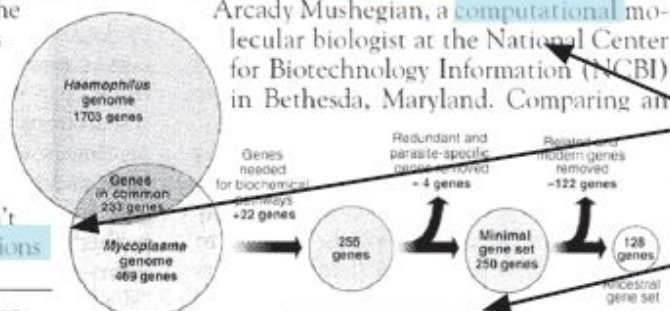 ne
Arcady Mushegian, a computational mo-
lecular biologist at the National Center
for Biotechnology Information (NCBI)
in Bethesda, Maryland. Comparing an
Haemophilus
genome
1703 genes
Genes
in common
233 genes
Mycoplasma
genome
469 genes
Genes
needed
for biochemical
pathways
+22 genes
255
genes
Redundant and
parasite-specific
genes removed
– 4 genes
Minimal
gene set
250 genes
Related and
modern genes
removed
–122 genes
128
genes
Ancestral
gene set
't
ions